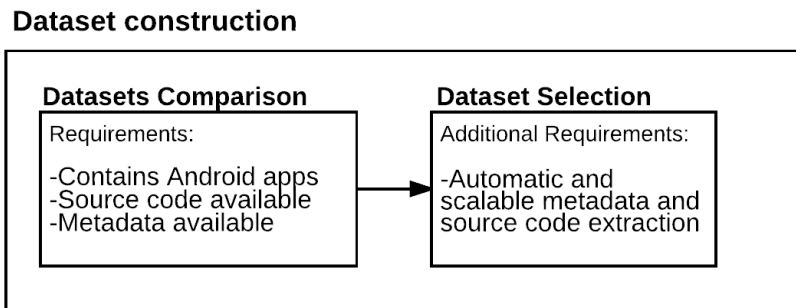 Dataset construction
Datasets Comparison
Requirements:
-Contains Android apps
-Source code available
-Metadata available
Dataset Selection
Additional Requirements:
-Automatic and
scalable metadata and
source code extraction